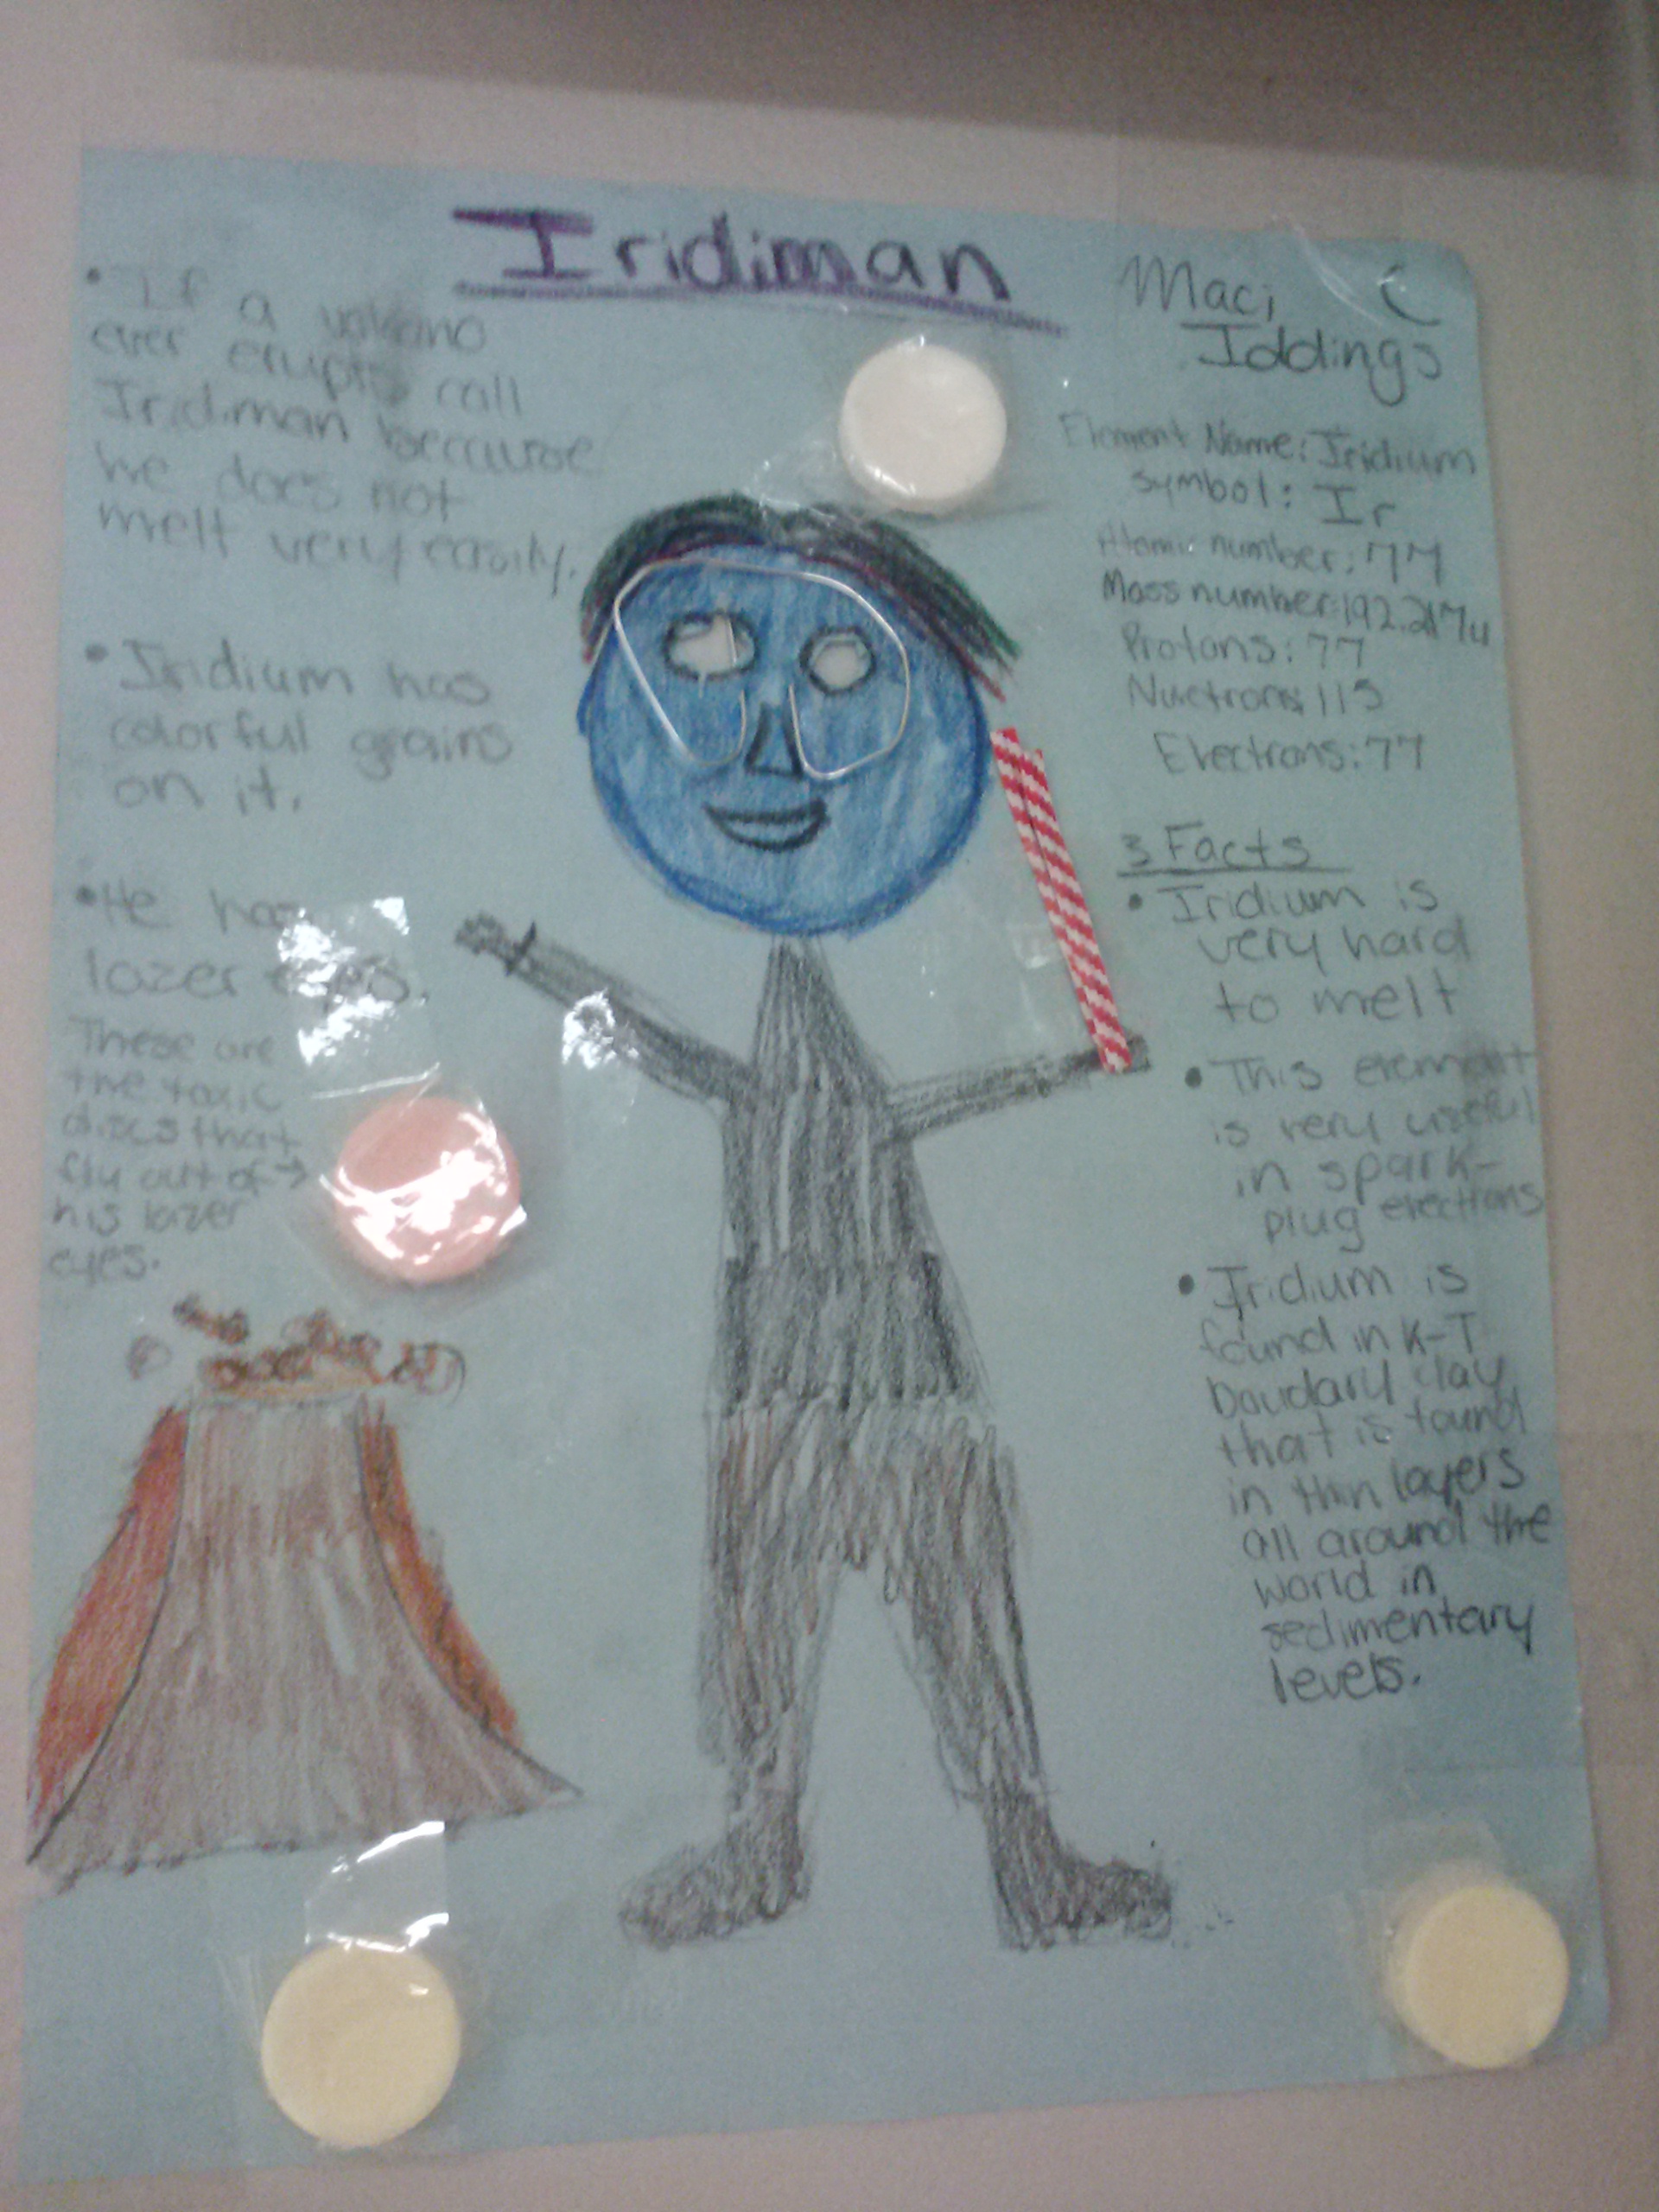 Iridiman
Maci
Iddings
• If a volcano
ever erupts call
Iridiman because
he does not
melt very easily.
• Iridium has
colorful grains
on it.
• He has
lazer eyes.
These are
the toxic
discs that
fly out of →
his lazer
eyes.
Element Name: Iridium
symbol: Ir
Atomic number: 77
Mass number: 192.217u
Protons: 77
Nuetrons: 115
Electrons: 77
3 Facts
• Iridium is
very hard
to melt
• This element
is very useful
in spark-
plug
• Iridium is
found in K-T
boudary clay
that is found
in thin layers
all around the
world in
sedimentary
levels.